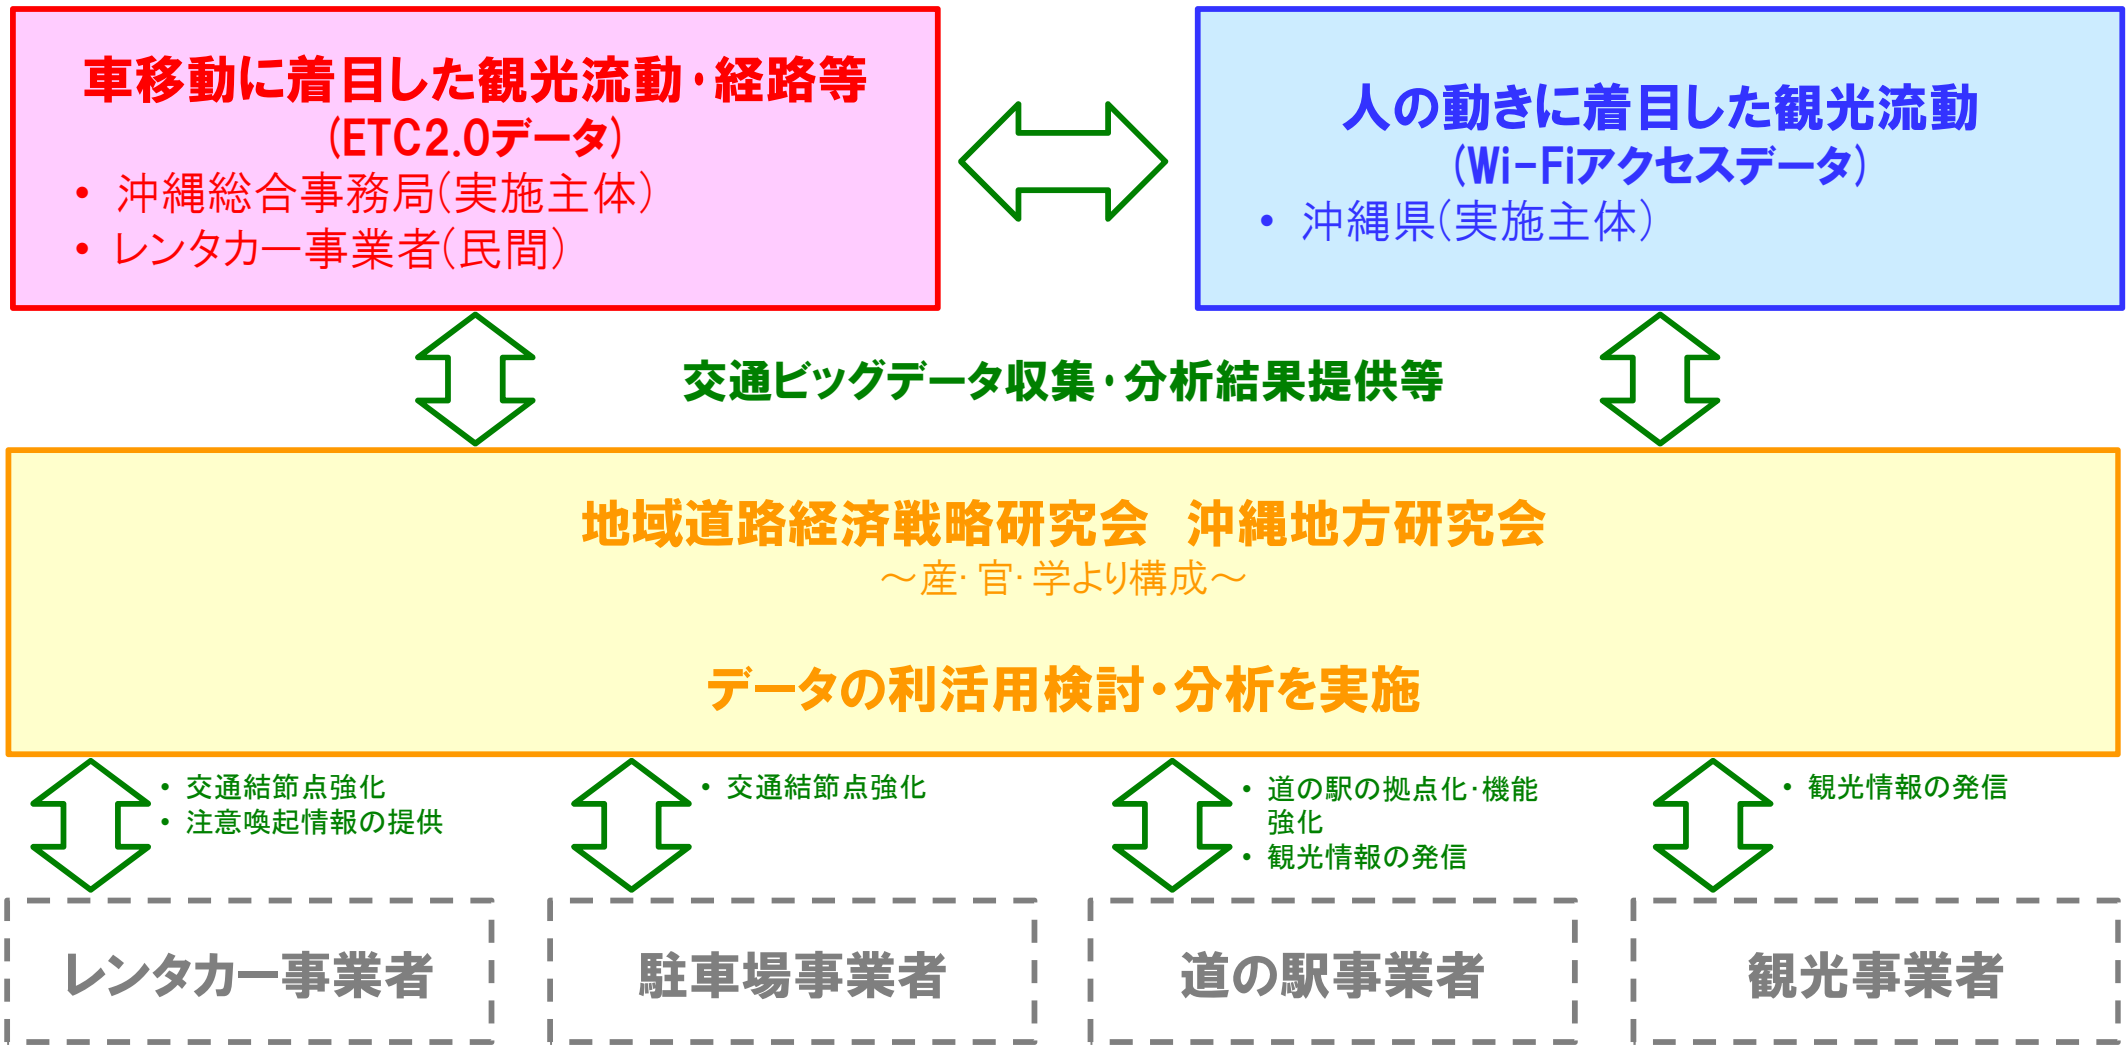 車移動に着目した観光流動・経路等
(ETC2.0データ)
• 沖縄総合事務局(実施主体)
• レンタカー事業者(民間)
人の動きに着目した観光流動
(Wi-Fiアクセスデータ)
• 沖縄県(実施主体)
交通ビッグデータ収集・分析結果提供等
地域道路経済戦略研究会　沖縄地方研究会
～産・官・学より構成～
データの利活用検討・分析を実施
• 交通結節点強化
• 注意喚起情報の提供
• 交通結節点強化
• 道の駅の拠点化・機能
強化
• 観光情報の発信
• 観光情報の発信
レンタカー事業者
駐車場事業者
道の駅事業者
観光事業者